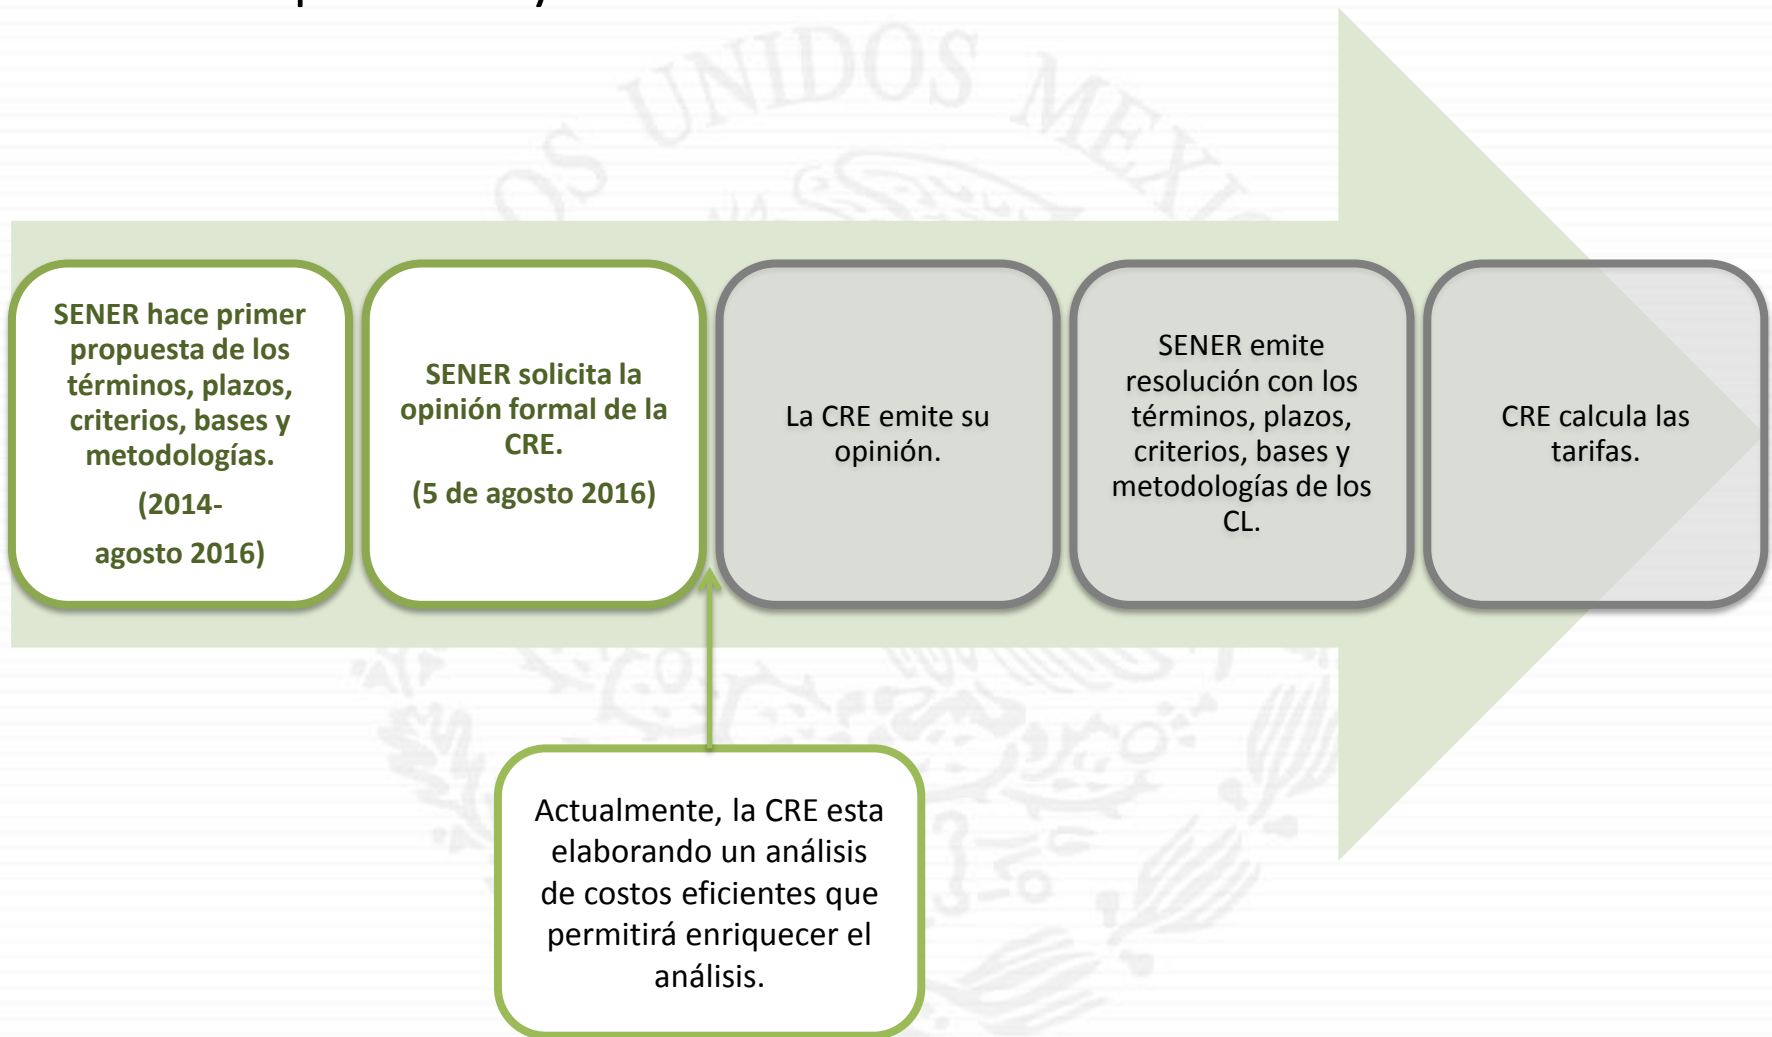 OS UNIDOS MEXIC
SENER hace primer
propuesta de los
términos, plazos,
criterios, bases y
metodologías.
(2014-
agosto 2016)
SENER solicita la
opinión formal de la
CRE.
(5 de agosto 2016)
La CRE emite su
opinión.
SENER emite
resolución con los
términos, plazos,
criterios, bases y
metodologías de los
CL.
CRE calcula las
tarifas.
Actualmente, la CRE esta
elaborando un análisis
de costos eficientes que
permitirá enriquecer el
análisis.